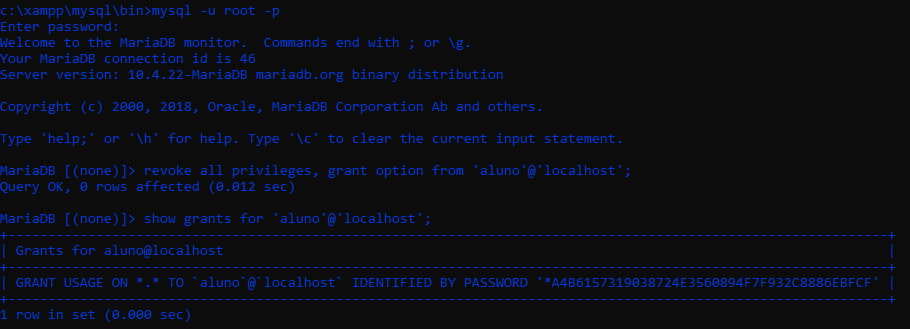 c:\xampp\mysql\bin>mysql -u root -p
Enter password:
Welcome to the MariaDB monitor.  Commands end with ; or \g.
Your MariaDB connection id is 46
Server version: 10.4.22-MariaDB mariadb.org binary distribution
Copyright (c) 2000, 2018, Oracle, MariaDB Corporation Ab and others.
Type 'help;' or '\h' for help. Type '\c' to clear the current input statement.
MariaDB [(none)]> revoke all privileges, grant option from 'aluno'@'localhost';
Query OK, 0 rows affected (0.012 sec)
MariaDB [(none)]> show grants for 'aluno'@'localhost';
| Grants for aluno@localhost |
| GRANT USAGE ON *.* TO `aluno`@`localhost` IDENTIFIED BY PASSWORD '*A4B6157319038724E3560894F7F932C8886EBFCF' |
1 row in set (0.000 sec)